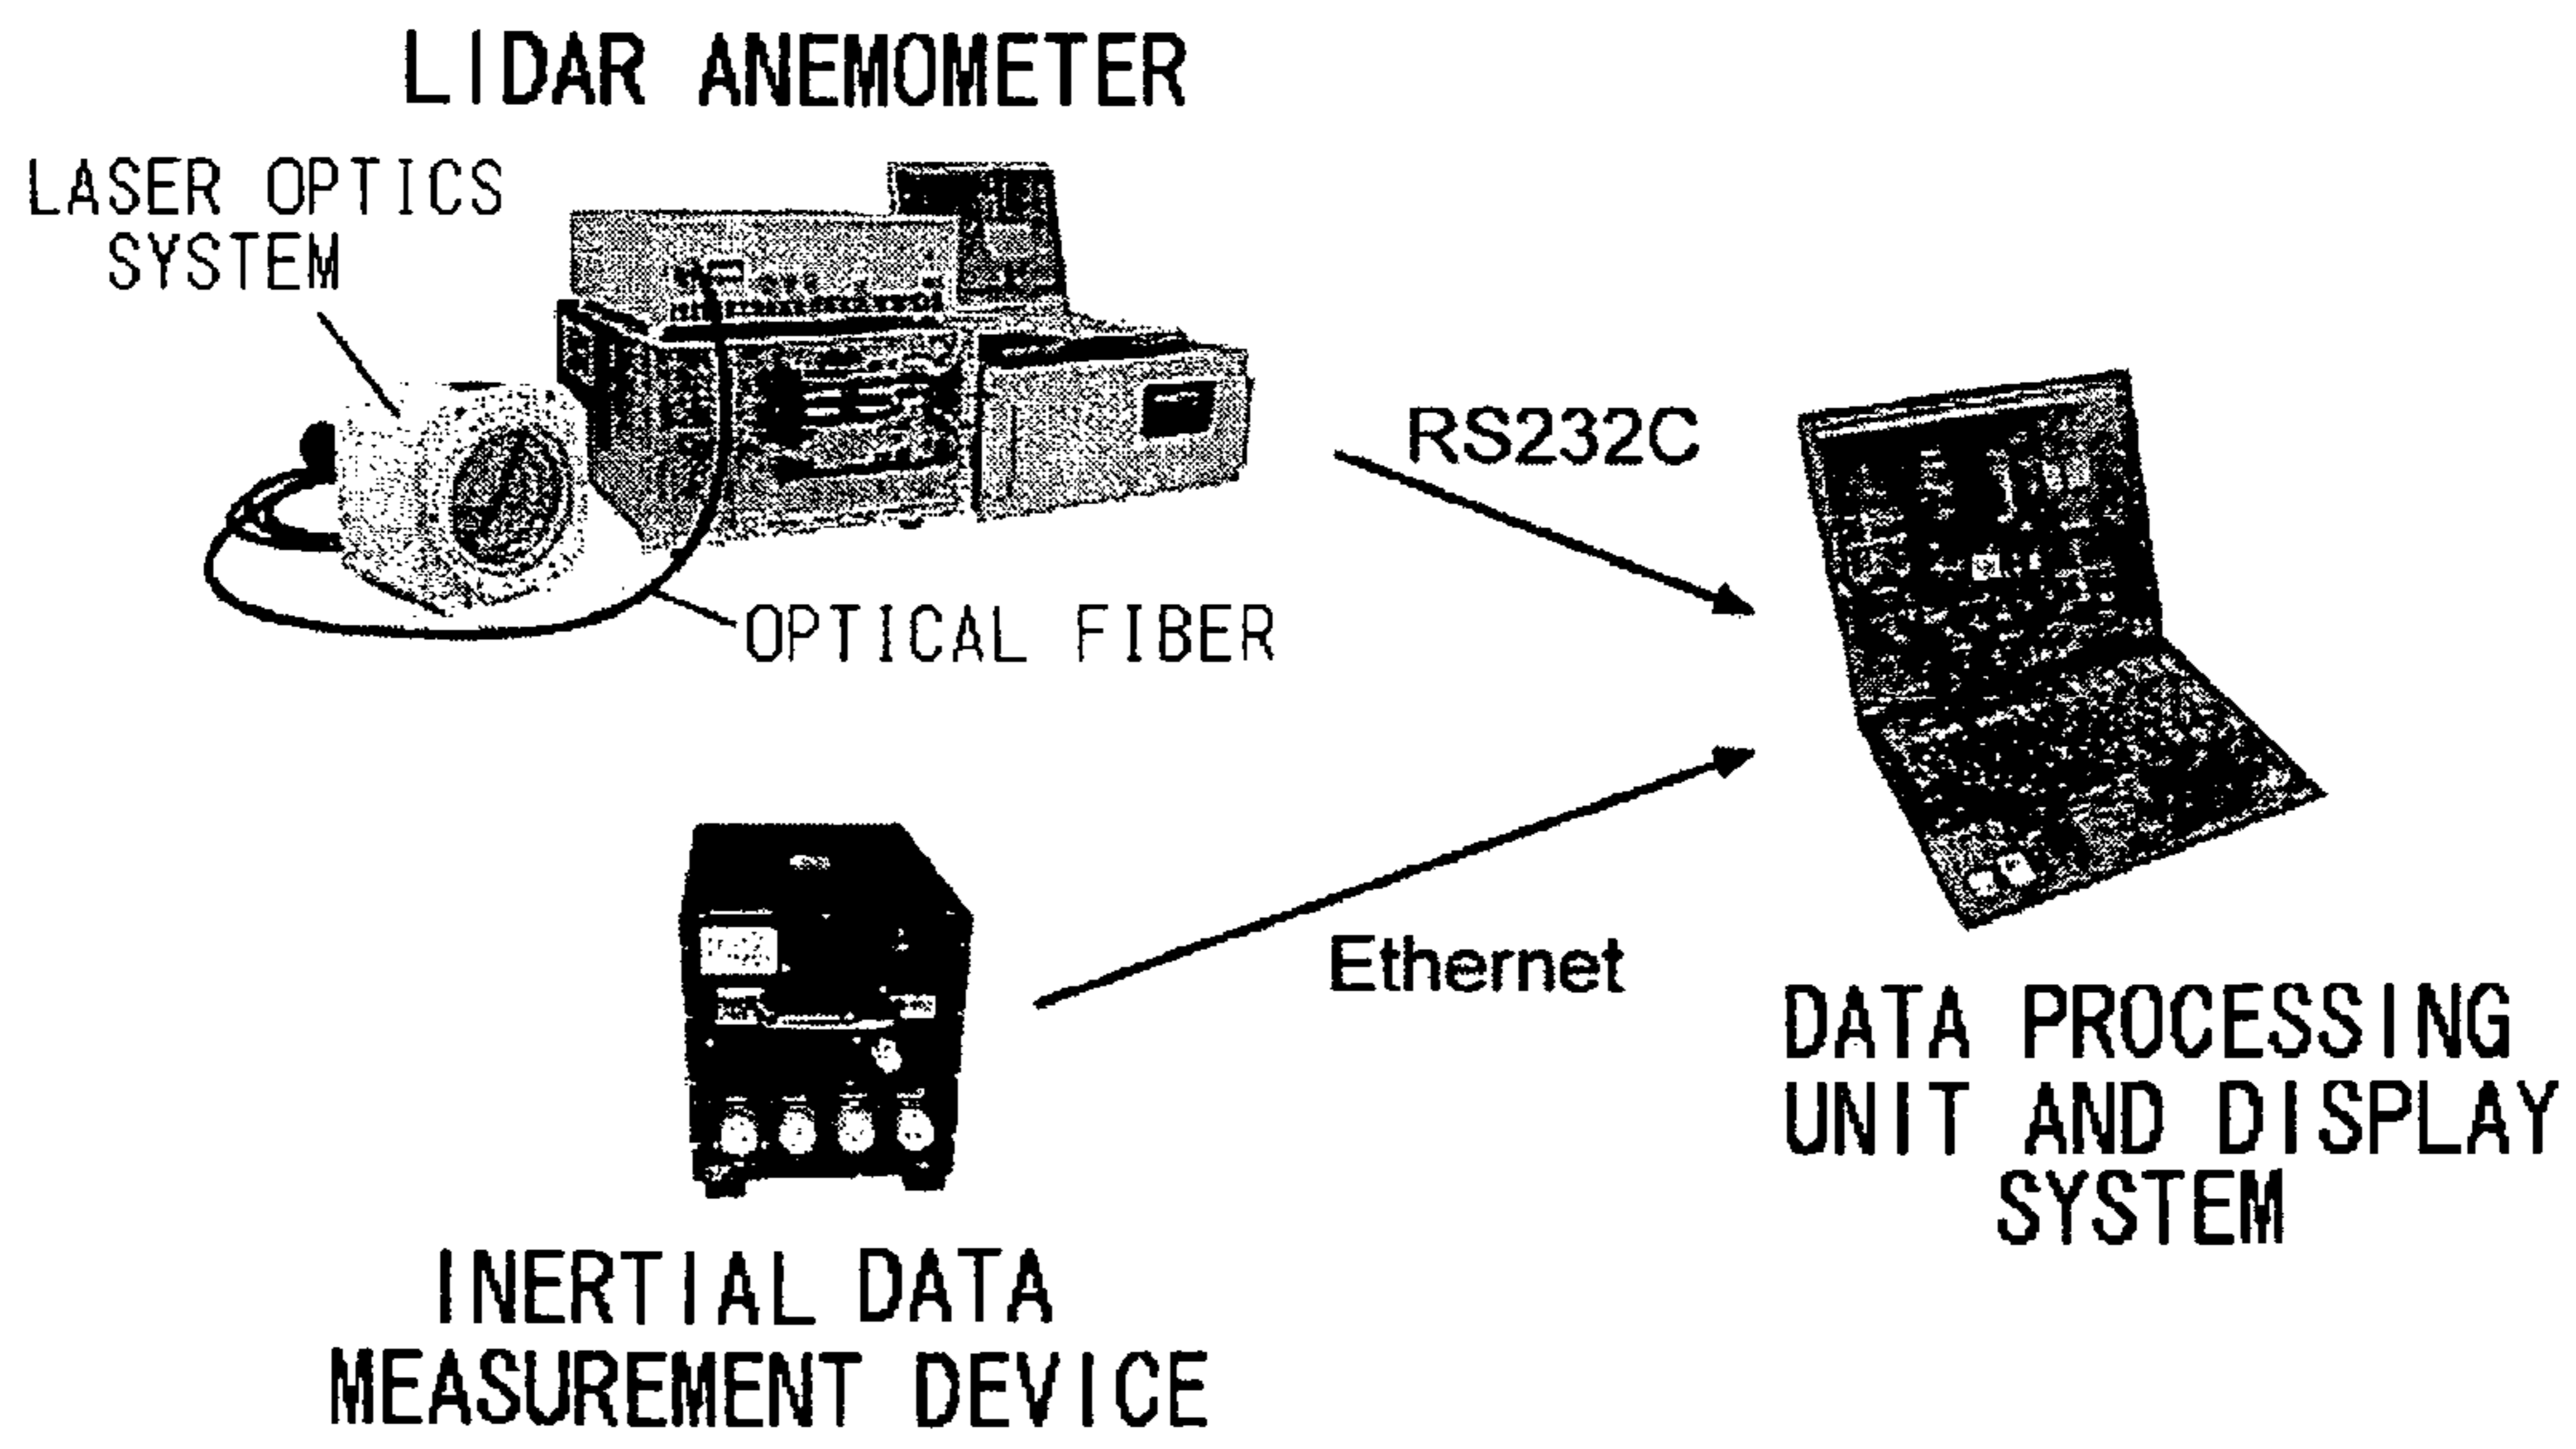 LIDAR ANEMOMETER
LASER OPTICS
SYSTEM
RS232C
OPTICAL FIBER
Ethernet
DATA PROCESSING
UNIT AND DISPLAY
SYSTEM
INERTIAL DATA
MEASUREMENT DEVICE